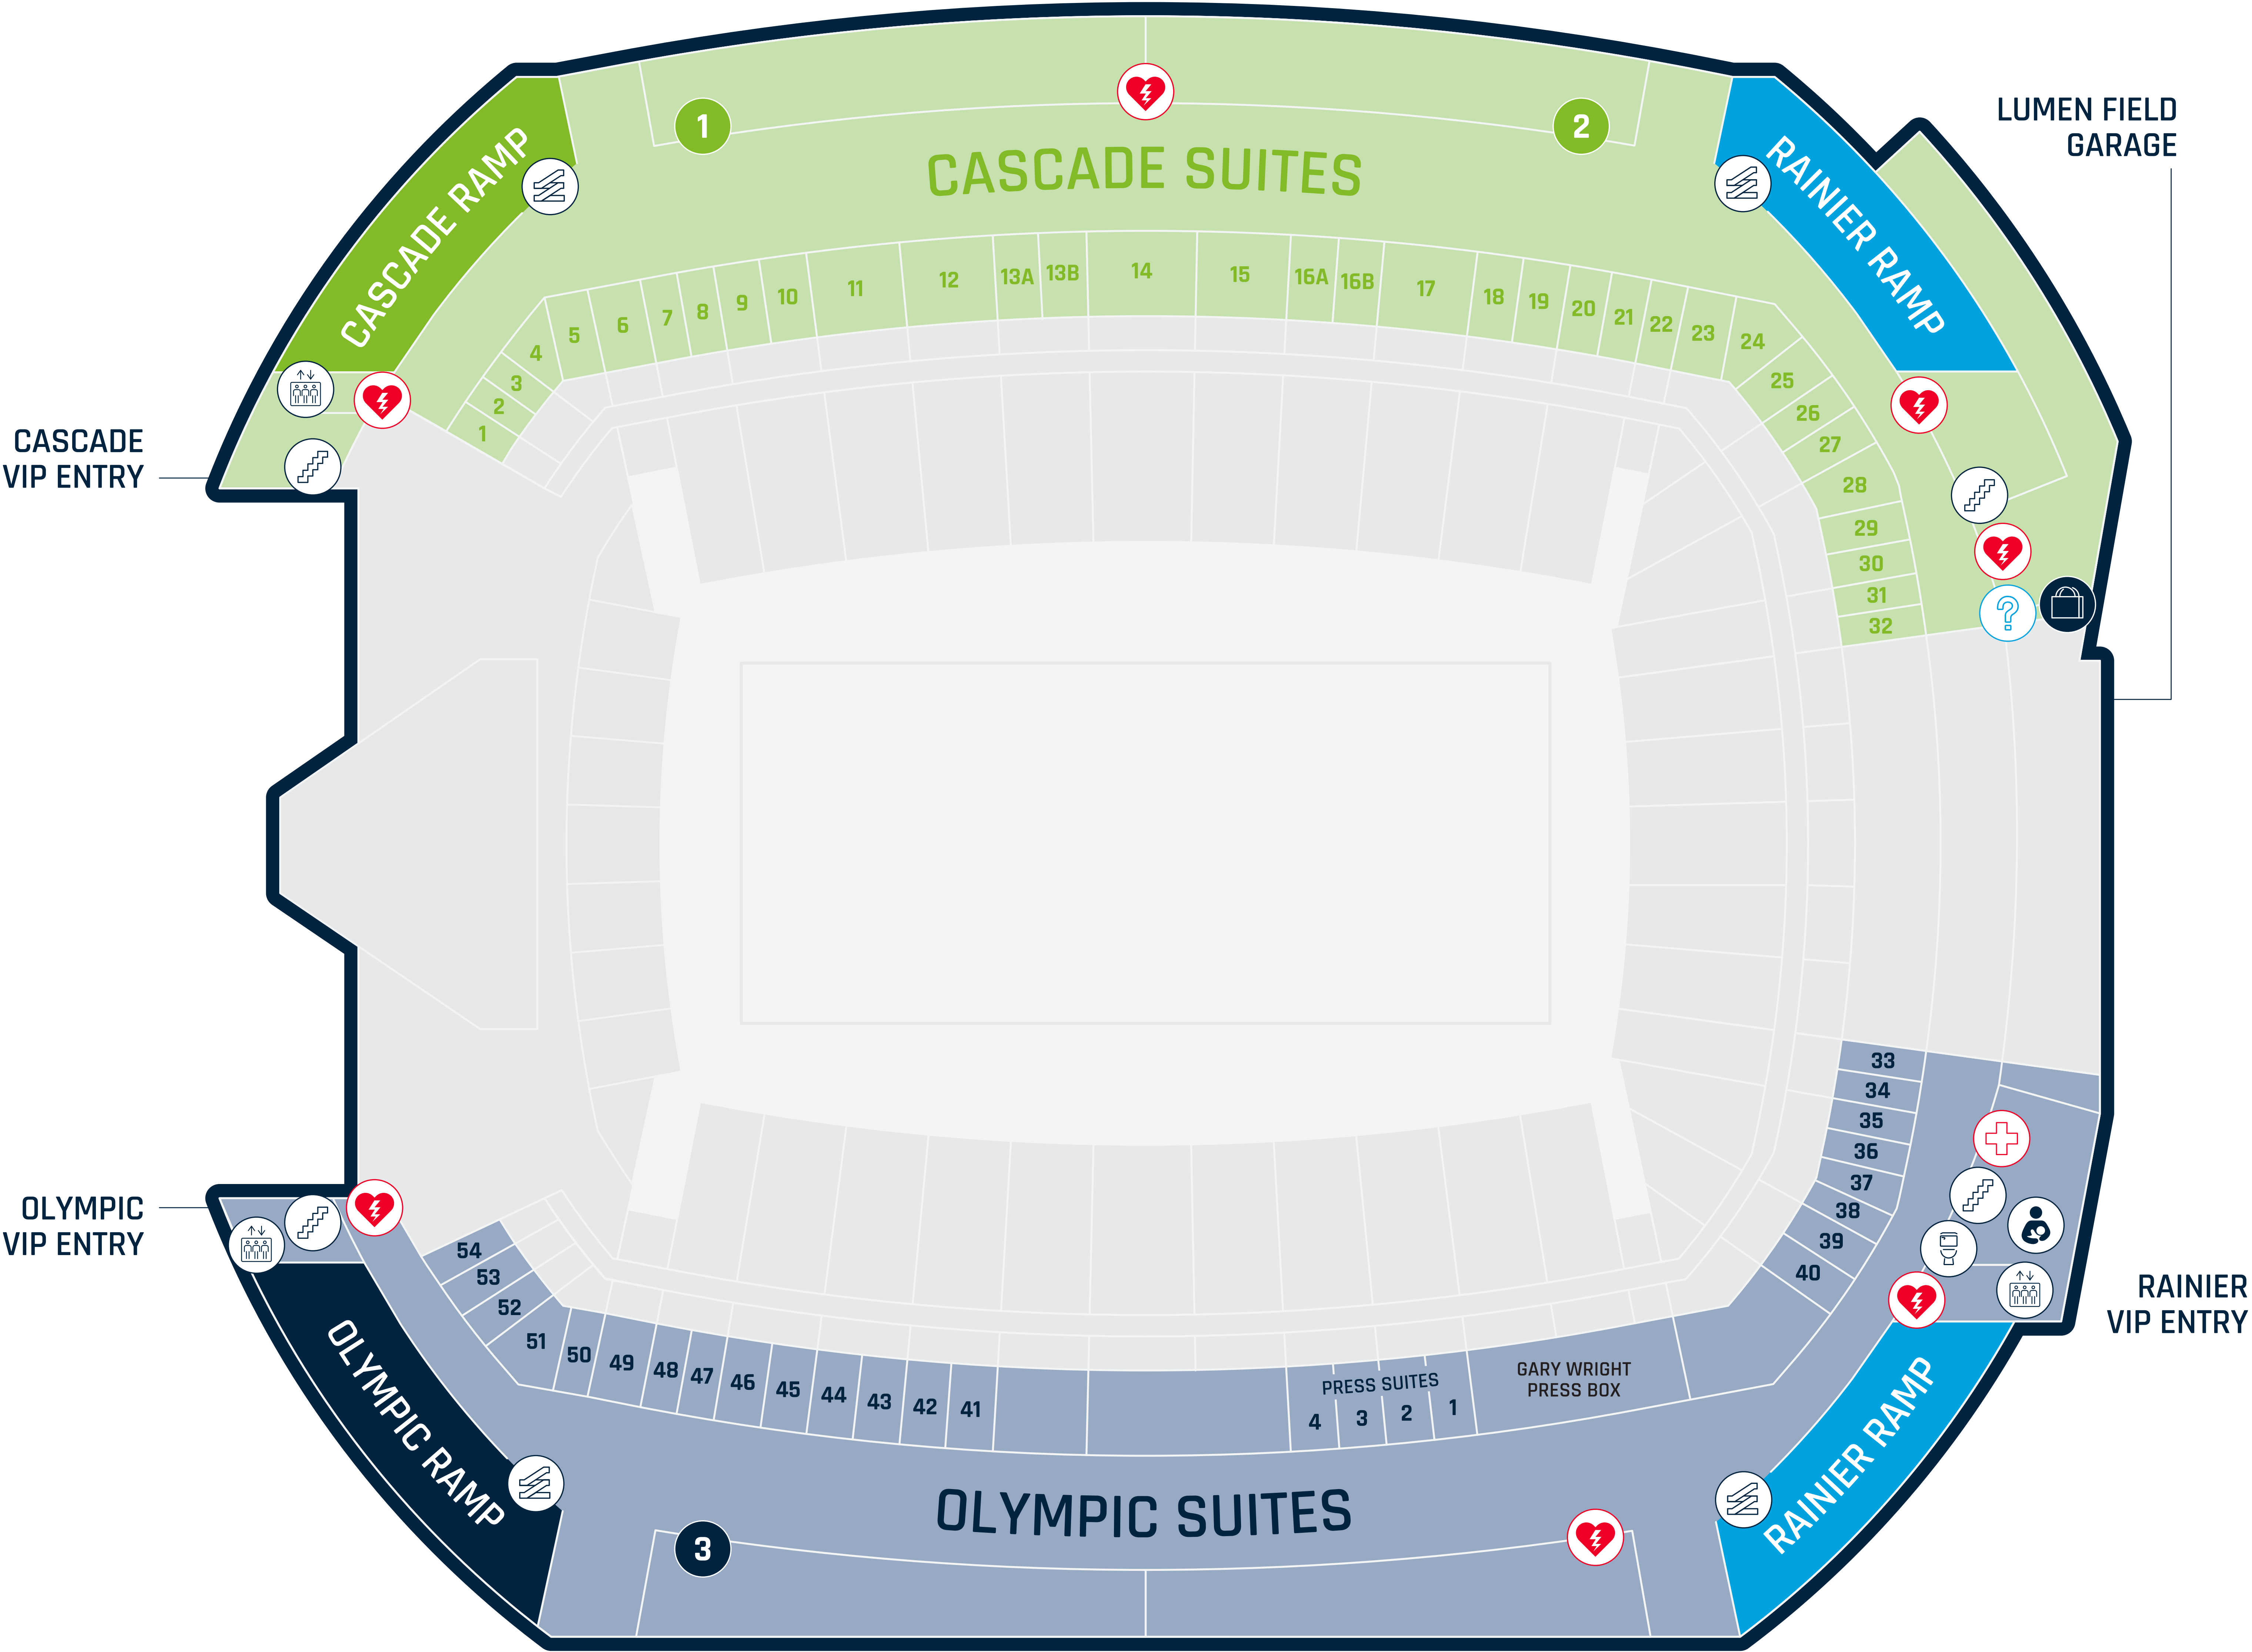 LUMEN FIELD
GARAGE
1
2
CASCADE SUITES
CASCADE RAMP
RAINIER RAMP
CASCADE
VIP ENTRY
1
2
3
4
5
6
7
8
9
10
11
12
13A
13B
14
15
16A
16B
17
18
19
20
21
22
23
24
25
26
27
28
29
30
31
32
?
33
34
35
36
37
38
39
40
OLYMPIC
VIP ENTRY
RAINIER
VIP ENTRY
54
53
52
51
50
49
48
47
46
45
44
43
42
41
PRESS SUITES
4
3
2
1
GARY WRIGHT
PRESS BOX
OLYMPIC RAMP
RAINIER RAMP
OLYMPIC SUITES
3